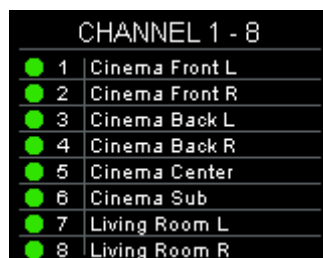 CHANNEL 1 - 8
1 Cinema Front L
2 Cinema Front R
3 Cinema Back L
4 Cinema Back R
5 Cinema Center
6 Cinema Sub
7 Living Room L
8 Living Room R